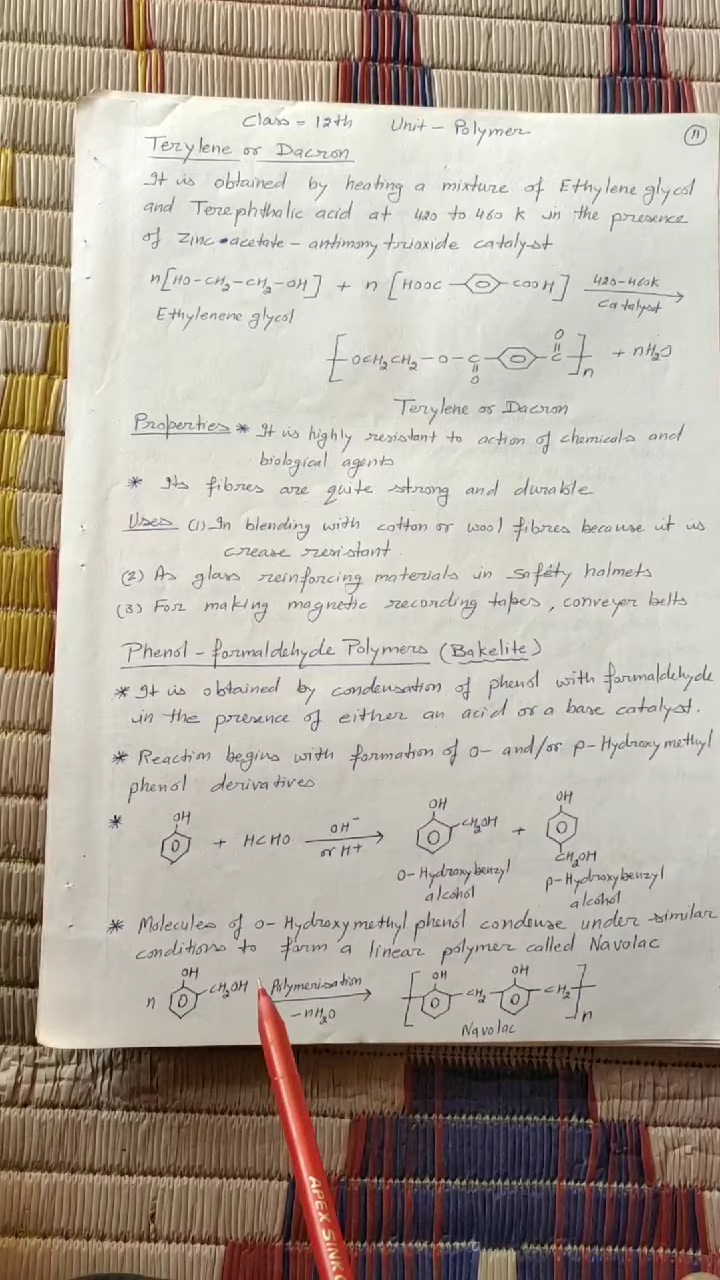 Class = 12th Unit - Polymer
11
Terylene or Dacron
It is obtained by heating a mixture of Ethylene glycol
and Terephthalic acid at 420 to 460 K in the presence
of Zinc acetate - antimony trioxide catalyst
n[HO-CH2-CH2-OH] + n [HOOC - - COOH] 420-460K
Catalyst
Ethylenene glycol
[OCH2CH2-O-C- -C]n + nH2O
O O
Terylene or Dacron
Properties * It is highly resistant to action of chemicals and
biological agents
* Its fibres are quite strong and durable
Uses (1) In blending with cotton or wool fibres because it is
crease resistant.
(2) As glass reinforcing materials in safety halmets
(3) For making magnetic recording tapes, conveyer belts
Phenol - formaldehyde Polymers (Bakelite)
* It is obtained by condensation of phenol with formaldehyde
in the presence of either an acid or a base catalyst.
* Reaction begins with formation of o- and/or p-Hydroxymethyl
phenol derivatives
* OH + HCHO OH⁻ or H+ OH CH2OH + OH CH2OH
o-Hydroxybenzyl alcohol
p-Hydroxybenzyl alcohol
* Molecules of o-Hydroxymethyl phenol condense under similar
conditions to form a linear polymer called Navolac
n OH CH2OH Polymerisation -nH2O [OH CH2 OH CH2]n
Navolac
APEX SINK